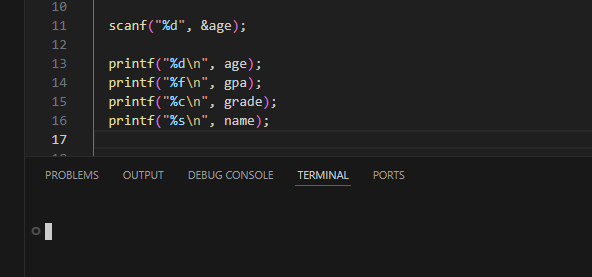 10
11 scanf("%d", &age);
12
13 printf("%d\n", age);
14 printf("%f\n", gpa);
15 printf("%c\n", grade);
16 printf("%s\n", name);
17
PROBLEMS OUTPUT DEBUG CONSOLE TERMINAL PORTS